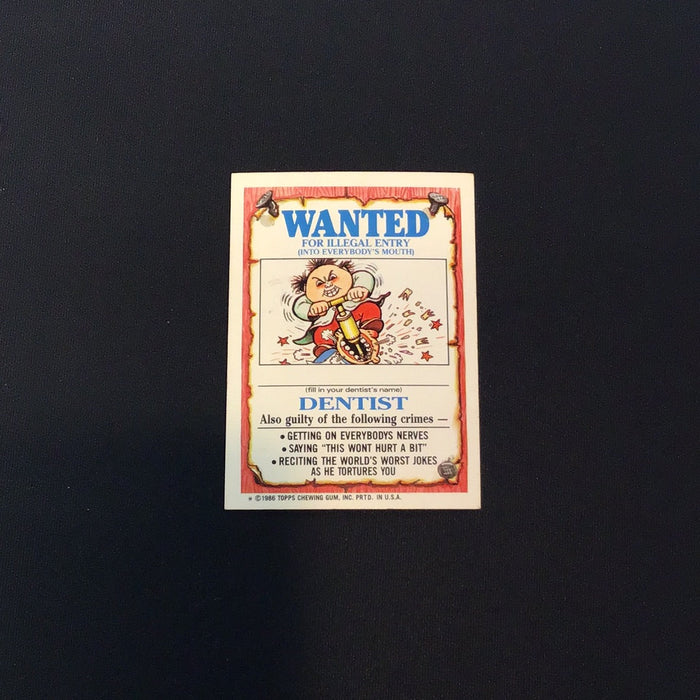 WANTED
FOR ILLEGAL ENTRY
(INTO EVERYBODY'S MOUTH)
(fill in your dentist's name)
DENTIST
Also guilty of the following crimes —
• GETTING ON EVERYBODYS NERVES
• SAYING "THIS WONT HURT A BIT"
• RECITING THE WORLD'S WORST JOKES
AS HE TORTURES YOU
* ©1986 TOPPS CHEWING GUM, INC. PRTD. IN U.S.A.